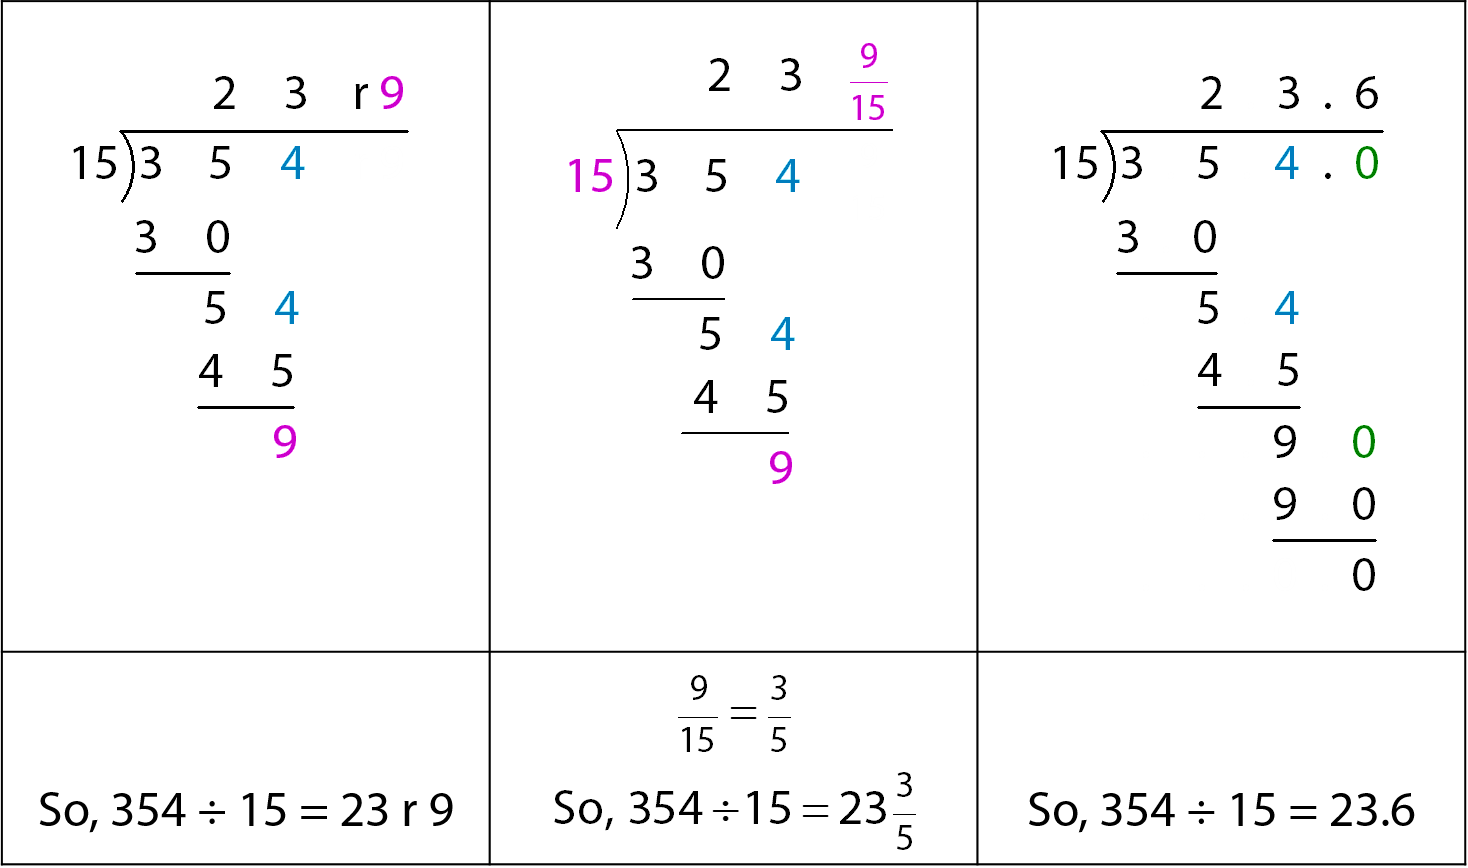 2 3 r 9
15)3 5 4
3 0
5 4
4 5
9
So, 354 ÷ 15 = 23 r 9
2 3 9/15
15)3 5 4
3 0
5 4
4 5
9
9/15 = 3/5
So, 354 ÷ 15 = 23 3/5
2 3 . 6
15)3 5 4 . 0
3 0
5 4
4 5
9 0
9 0
0
So, 354 ÷ 15 = 23.6